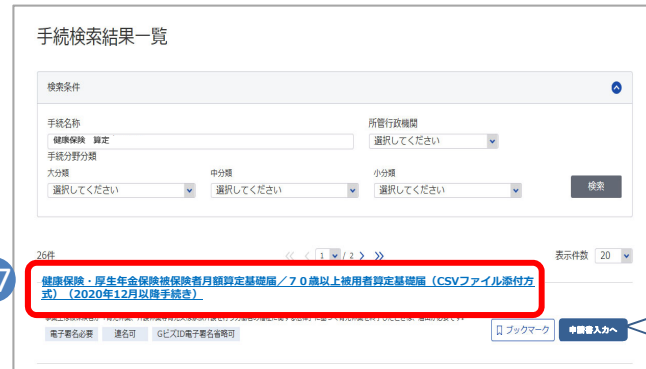 手続検索結果一覧
検索条件
手続名称
所管行政機関
健康保険 算定
選択してください
手続分野分類
大分類
中分類
小分類
選択してください
選択してください
選択してください
検索
26件
1 / 2
表示件数 20
7
健康保険・厚生年金保険被保険者月額算定基礎届/70歳以上被用者算定基礎届(CSVファイル添付方
式)(2020年12月以降手続き)
電子署名必要
連名可
GビズID電子署名省略可
ブックマーク
申請書入力へ